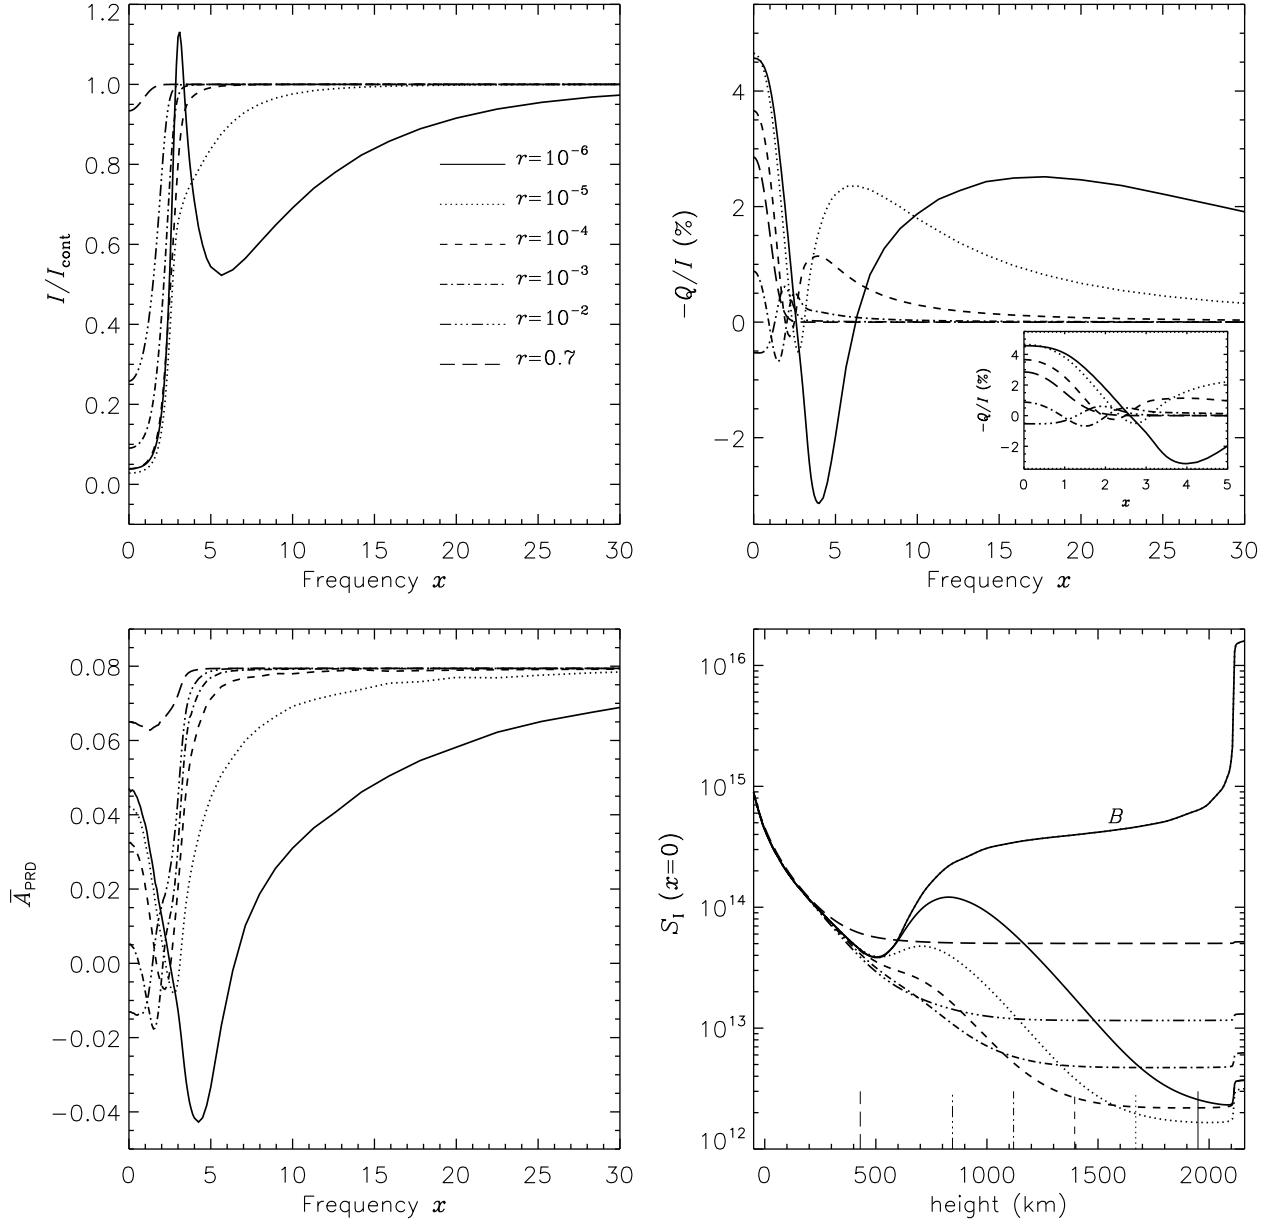 1.2
1.0
0.8
0.6
0.4
0.2
0.0
I/I_cont
r=10^-6
r=10^-5
r=10^-4
r=10^-3
r=10^-2
r=0.7
0 5 10 15 20 25 30
Frequency x
4
2
0
−2
−Q/I (%)
4
2
0
−2
−Q/I (%)
0 1 2 3 4 5
x
0 5 10 15 20 25 30
Frequency x
0.08
0.06
0.04
0.02
0.00
−0.02
−0.04
A̅_PRD
0 5 10 15 20 25 30
Frequency x
10^16
10^15
10^14
10^13
10^12
S_I (x=0)
B
0 500 1000 1500 2000
height (km)